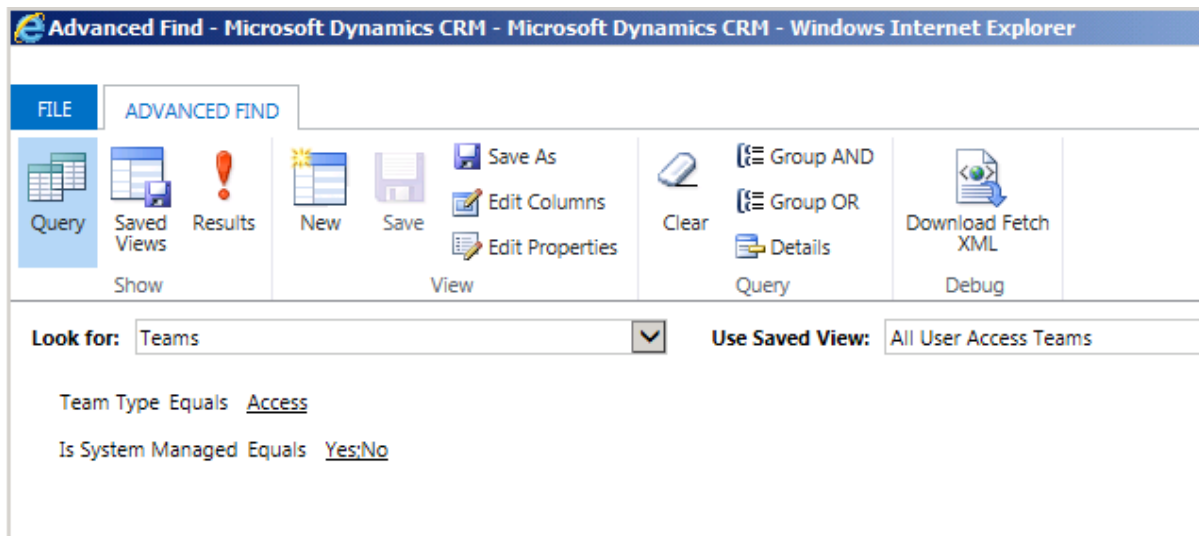 Advanced Find - Microsoft Dynamics CRM - Microsoft Dynamics CRM - Windows Internet Explorer
FILE
ADVANCED FIND
Query
Saved Views
Results
Show
New
Save
Save As
Edit Columns
Edit Properties
View
Clear
Group AND
Group OR
Details
Query
Download Fetch XML
Debug
Look for: Teams
Use Saved View: All User Access Teams
Team Type Equals Access
Is System Managed Equals Yes;No